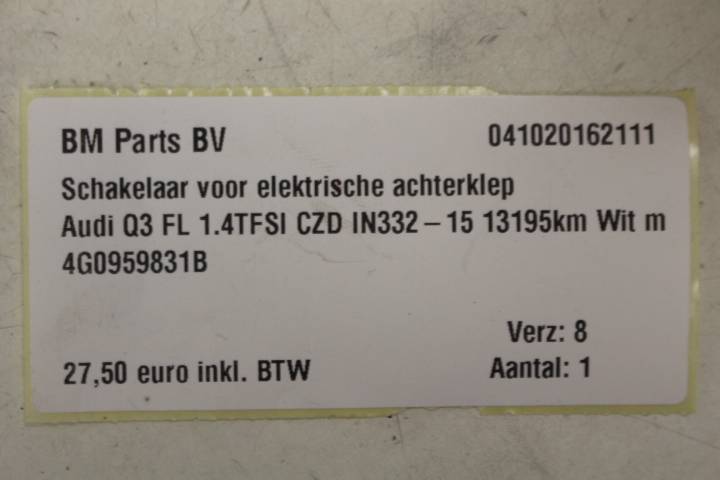 BM Parts BV 041020162111
Schakelaar voor elektrische achterklep
Audi Q3 FL 1.4TFSI CZD IN332-15 13195km Wit m
4G0959831B
Verz: 8
27,50 euro inkl. BTW Aantal: 1